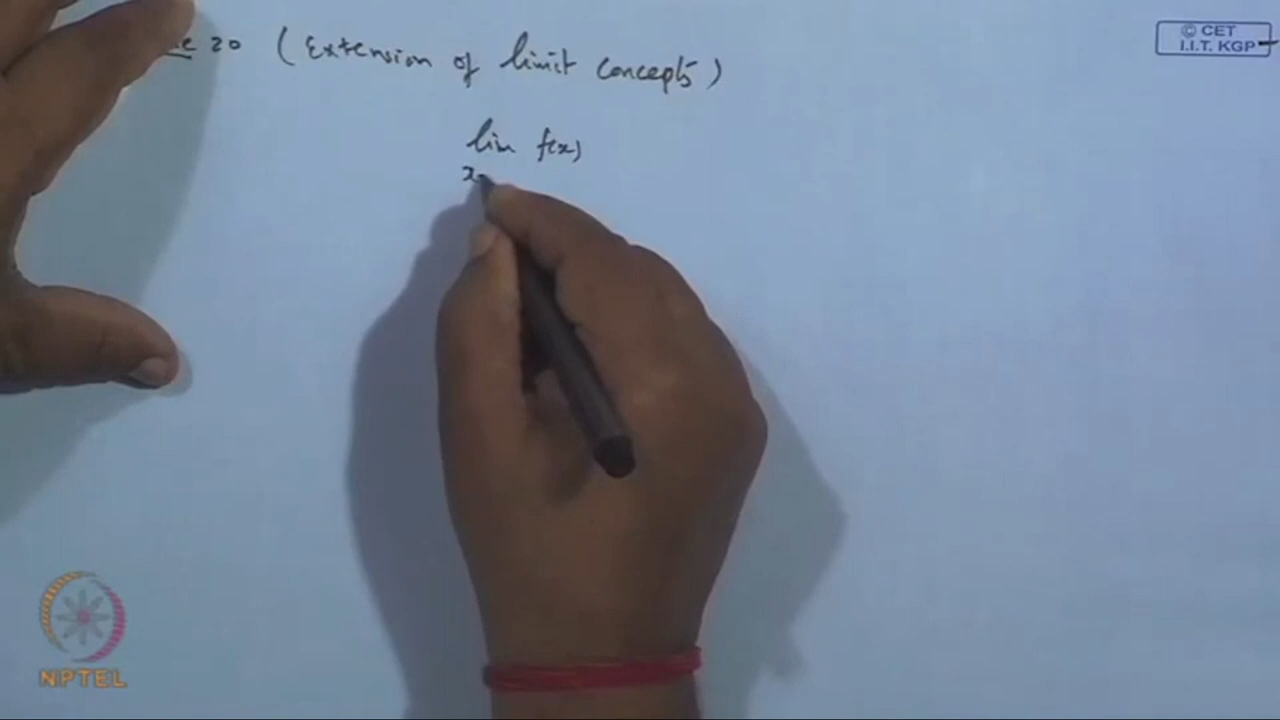 20 (Extension of limit concepts)
© CET
I.I.T. KGP
lim f(x)
x
NPTEL